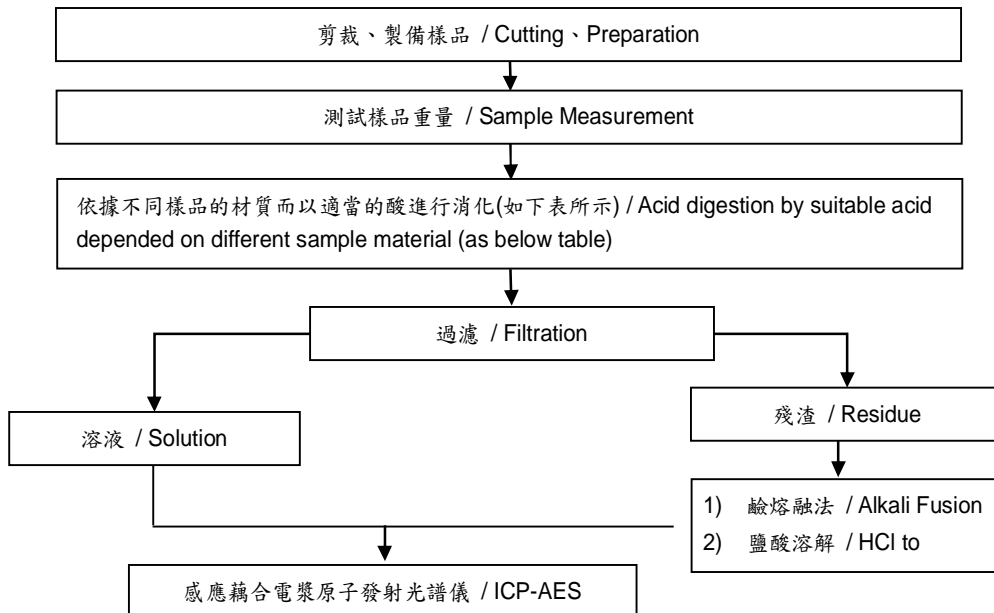 剪裁、製備樣品 / Cutting、Preparation
測試樣品重量 / Sample Measurement
依據不同樣品的材質而以適當的酸進行消化(如下表所示) / Acid digestion by suitable acid
depended on different sample material (as below table)
過濾 / Filtration
溶液 / Solution
殘渣 / Residue
1) 鹼熔融法 / Alkali Fusion
2) 鹽酸溶解 / HCl to
感應藕合電漿原子發射光譜儀 / ICP-AES